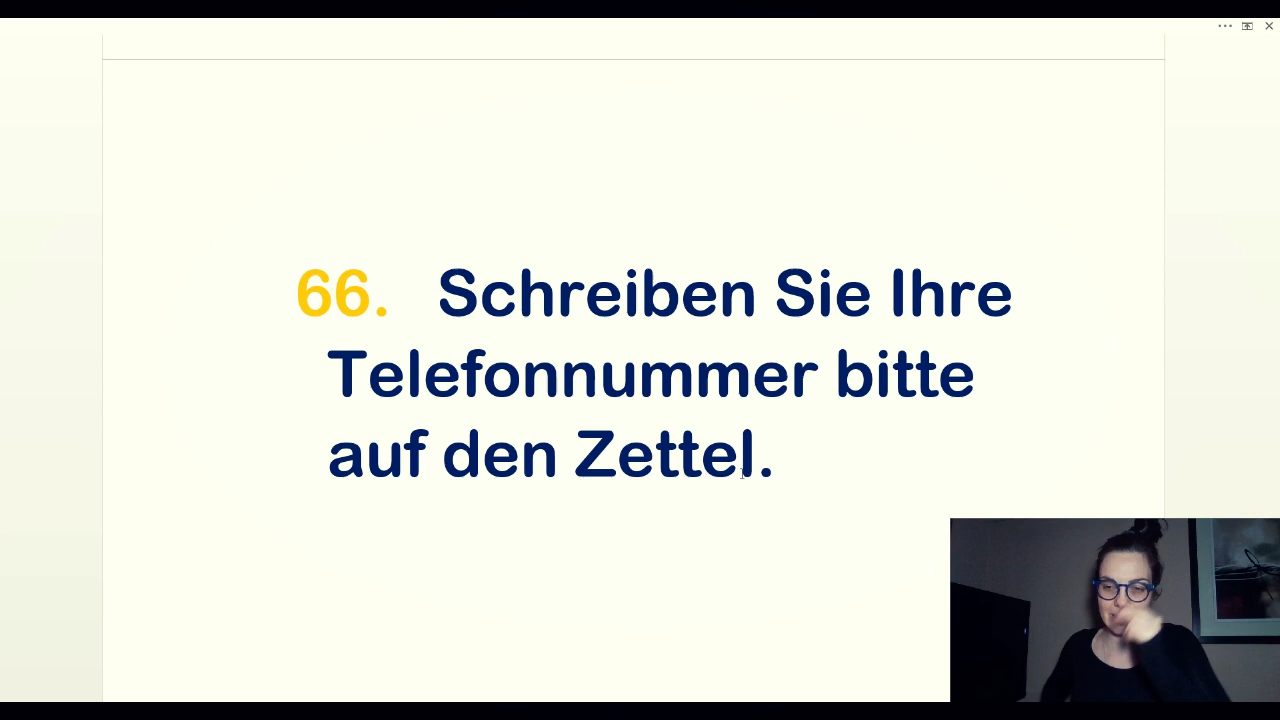 66. Schreiben Sie Ihre
Telefonnummer bitte
auf den Zettel.